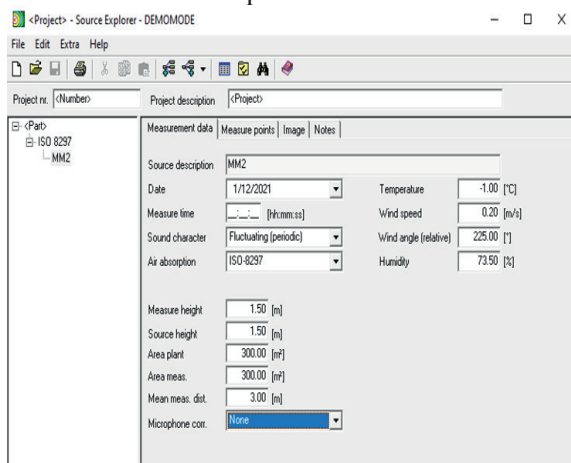 <Project> - Source Explorer - DEMOMODE
File Edit Extra Help
Project nr. <Number> Project description <Project>
<Part>
ISO 8297
MM2
Measurement data Measure points Image Notes
Source description MM2
Date 1/12/2021 Temperature -1.00 [°C]
Measure time __:__:__ [hh:mm:ss] Wind speed 0.20 [m/s]
Sound character Fluctuating (periodic) Wind angle (relative) 225.00 [°]
Air absorption ISO-8297 Humidity 73.50 [%]
Measure height 1.50 [m]
Source height 1.50 [m]
Area plant 300.00 [m²]
Area meas. 300.00 [m²]
Mean meas. dist. 3.00 [m]
Microphone corr. None